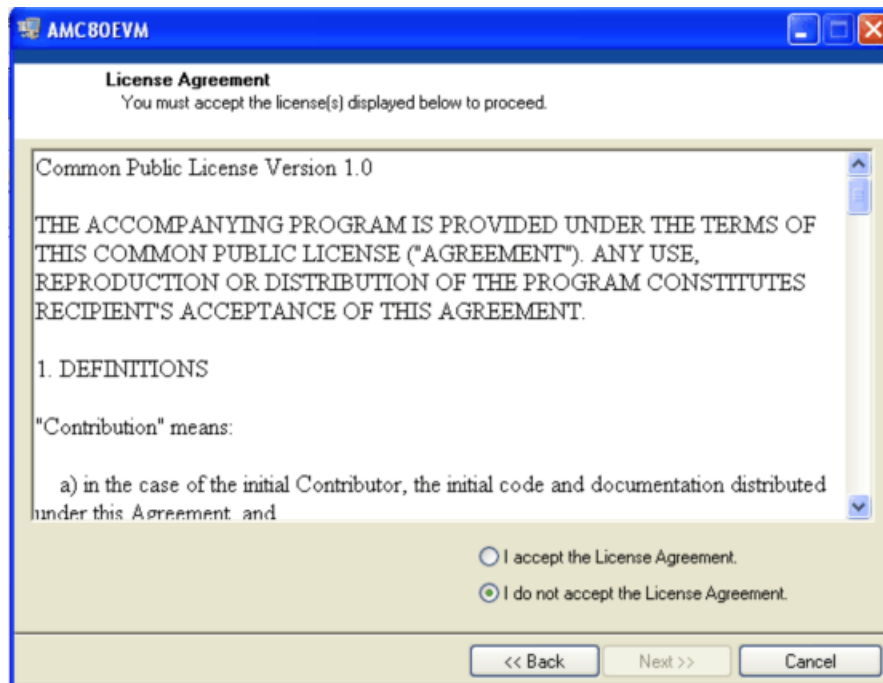 AMC80EVM
License Agreement
You must accept the license(s) displayed below to proceed.
Common Public License Version 1.0
THE ACCOMPANYING PROGRAM IS PROVIDED UNDER THE TERMS OF
THIS COMMON PUBLIC LICENSE ("AGREEMENT"). ANY USE,
REPRODUCTION OR DISTRIBUTION OF THE PROGRAM CONSTITUTES
RECIPIENT'S ACCEPTANCE OF THIS AGREEMENT.
1. DEFINITIONS
"Contribution" means:
a) in the case of the initial Contributor, the initial code and documentation distributed
under this Agreement, and
I accept the License Agreement.
I do not accept the License Agreement.
<< Back
Next >>
Cancel